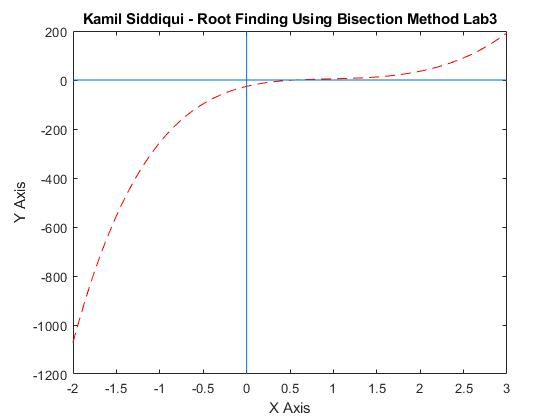 Kamil Siddiqui - Root Finding Using Bisection Method Lab3
200
0
-200
-400
-600
-800
-1000
-1200
Y Axis
-2 -1.5 -1 -0.5 0 0.5 1 1.5 2 2.5 3
X Axis